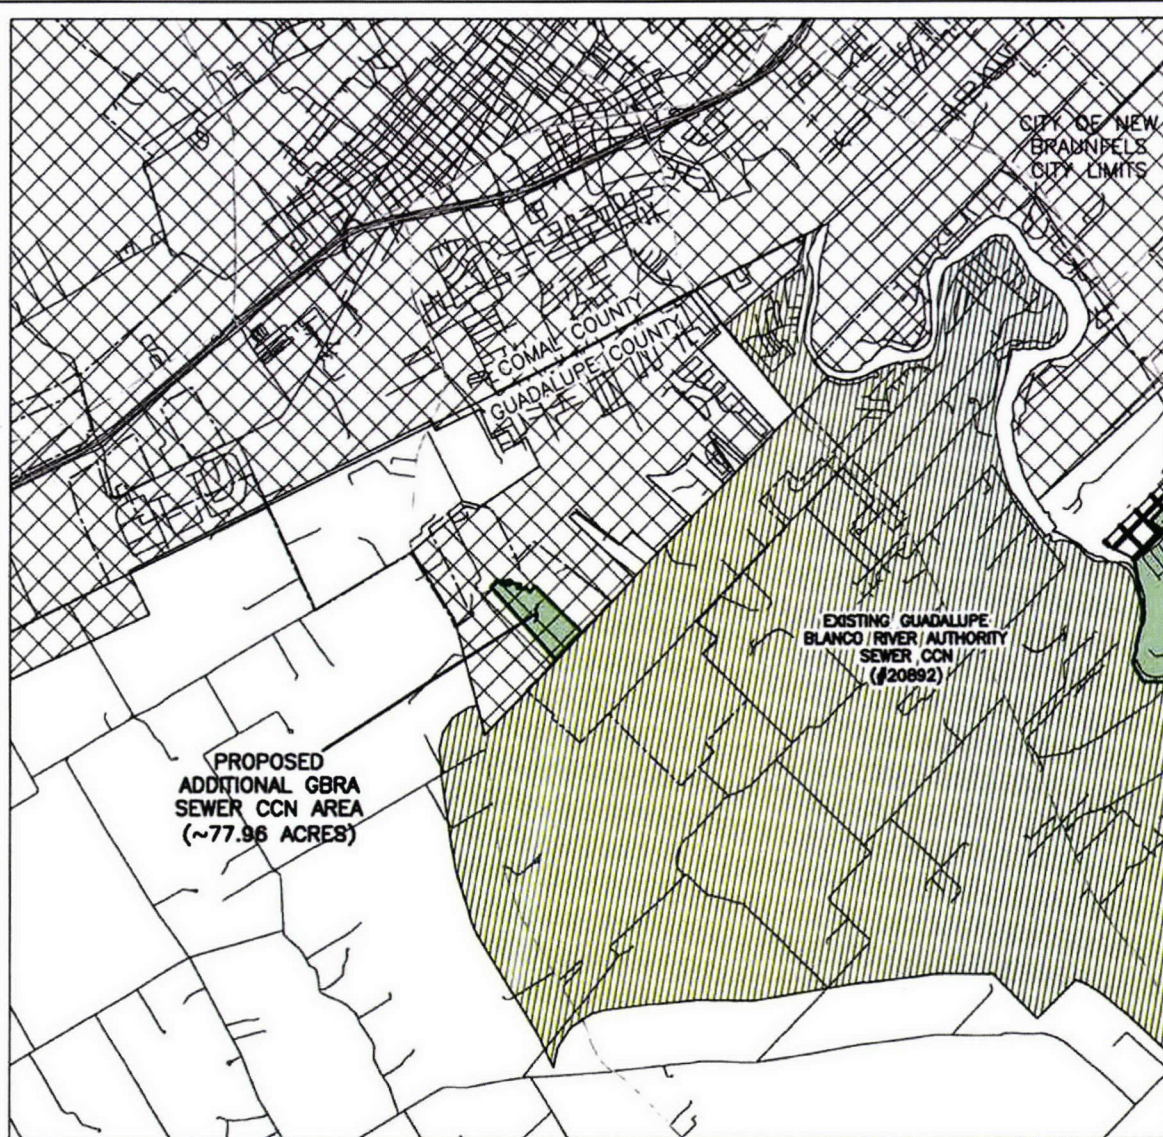 CITY OF NEW
BRAUNFELS
CITY LIMITS
COMAL COUNTY
GUADALUPE COUNTY
EXISTING GUADALUPE
BLANCO RIVER AUTHORITY
SEWER CCN
(#20892)
PROPOSED
ADDITIONAL GBRA
SEWER CCN AREA
(~77.96 ACRES)